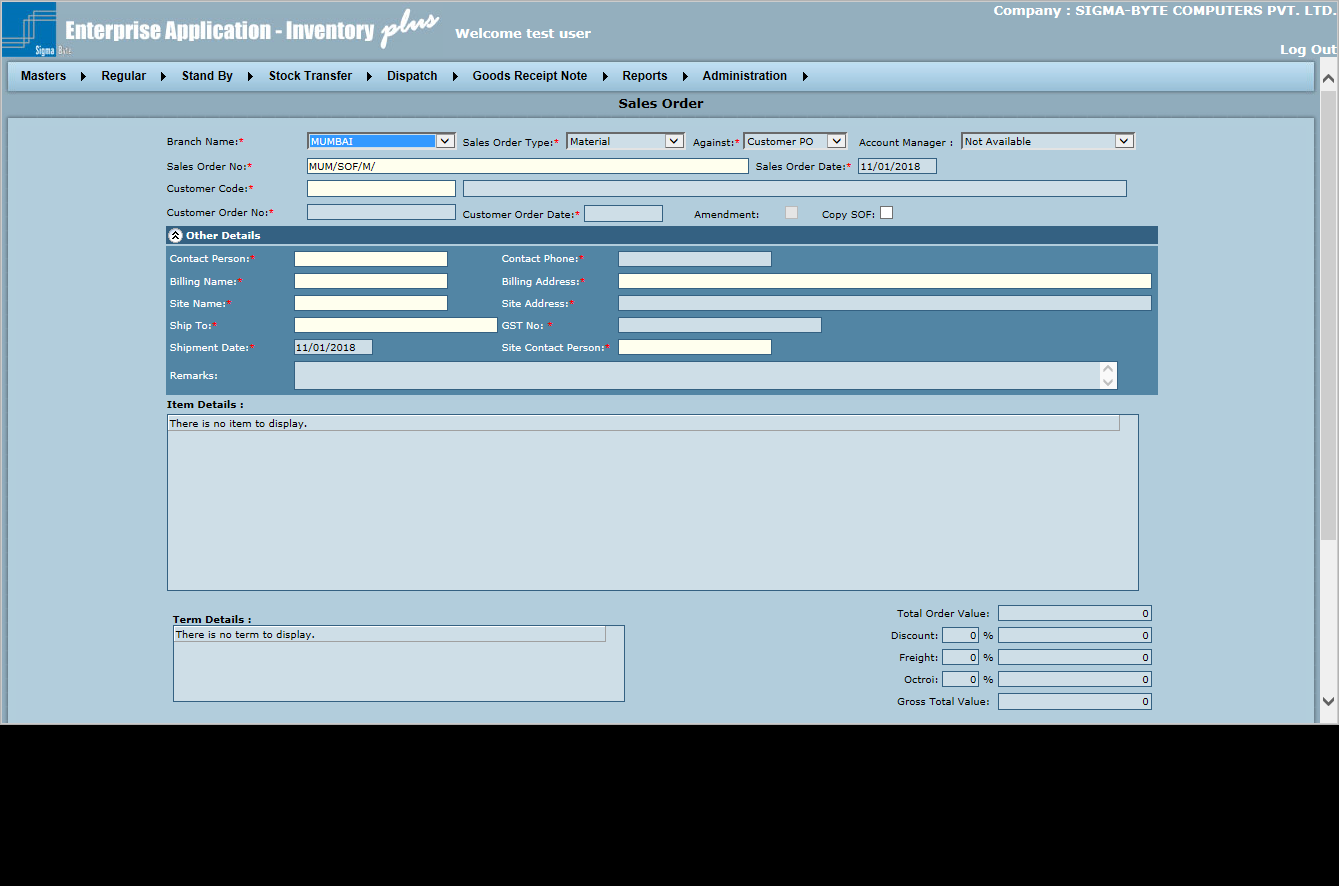 Company : SIGMA-BYTE COMPUTERS PVT. LTD.
Enterprise Application - Inventory plus
Welcome test user
Sigma Byte
Log Out
Masters Regular Stand By Stock Transfer Dispatch Goods Receipt Note Reports Administration
Sales Order
Branch Name:* MUMBAI Sales Order Type:* Material Against:* Customer PO Account Manager : Not Available
Sales Order No:* MUM/SOF/M/ Sales Order Date:* 11/01/2018
Customer Code:*
Customer Order No:* Customer Order Date:* Amendment: Copy SOF:
Other Details
Contact Person:* Contact Phone:*
Billing Name:* Billing Address:*
Site Name:* Site Address:*
Ship To:* GST No: *
Shipment Date:* 11/01/2018 Site Contact Person:*
Remarks:
Item Details :
There is no item to display.
Term Details :
There is no term to display.
Total Order Value: 0
Discount: 0 % 0
Freight: 0 % 0
Octroi: 0 % 0
Gross Total Value: 0